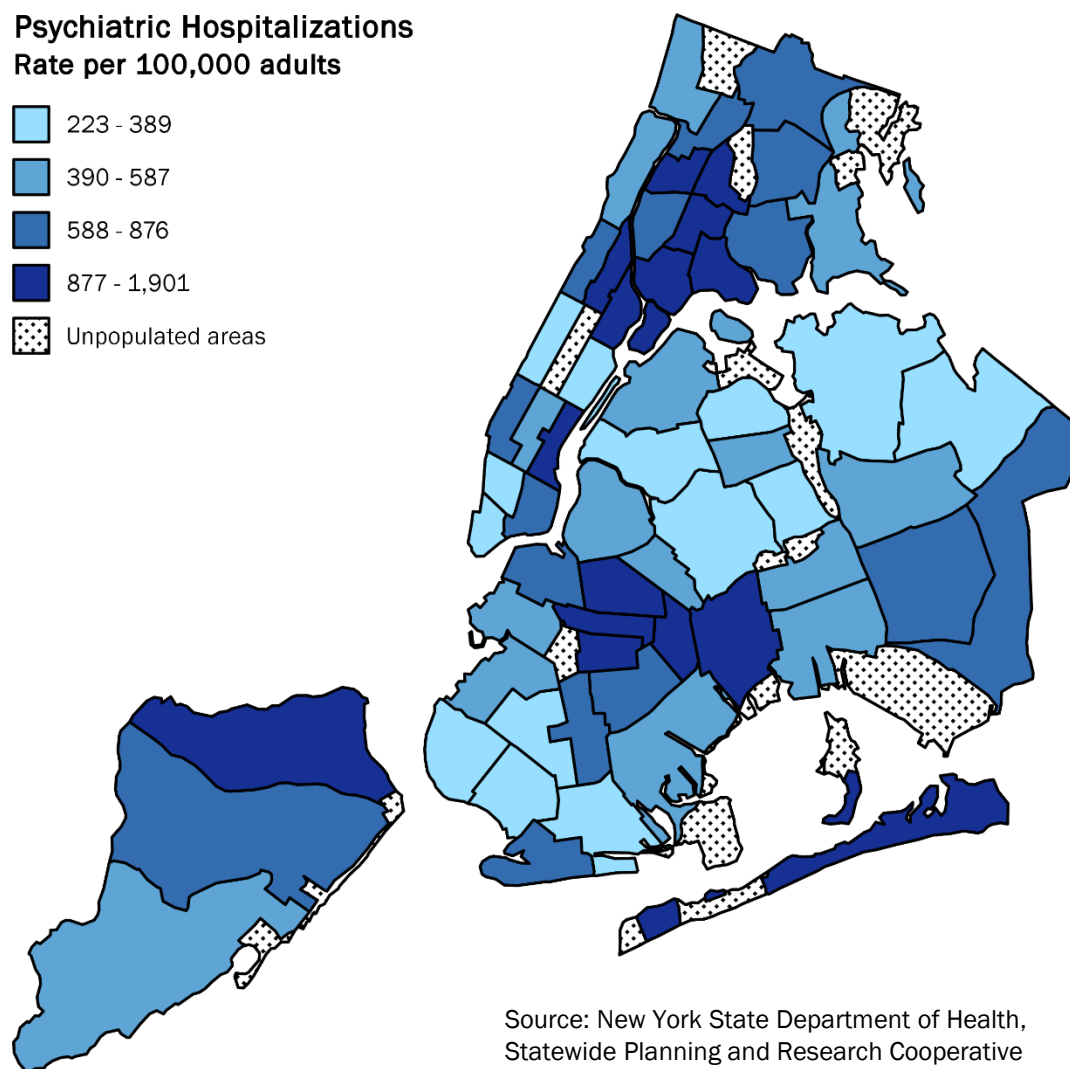 Psychiatric Hospitalizations
Rate per 100,000 adults
223 - 389
390 - 587
588 - 876
877 - 1,901
Unpopulated areas
Source: New York State Department of Health,
Statewide Planning and Research Cooperative